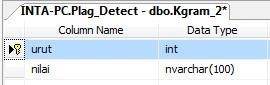 INTA-PC.Plag_Detect - dbo.Kgram_2*
Column Name Data Type
urut int
nilai nvarchar(100)